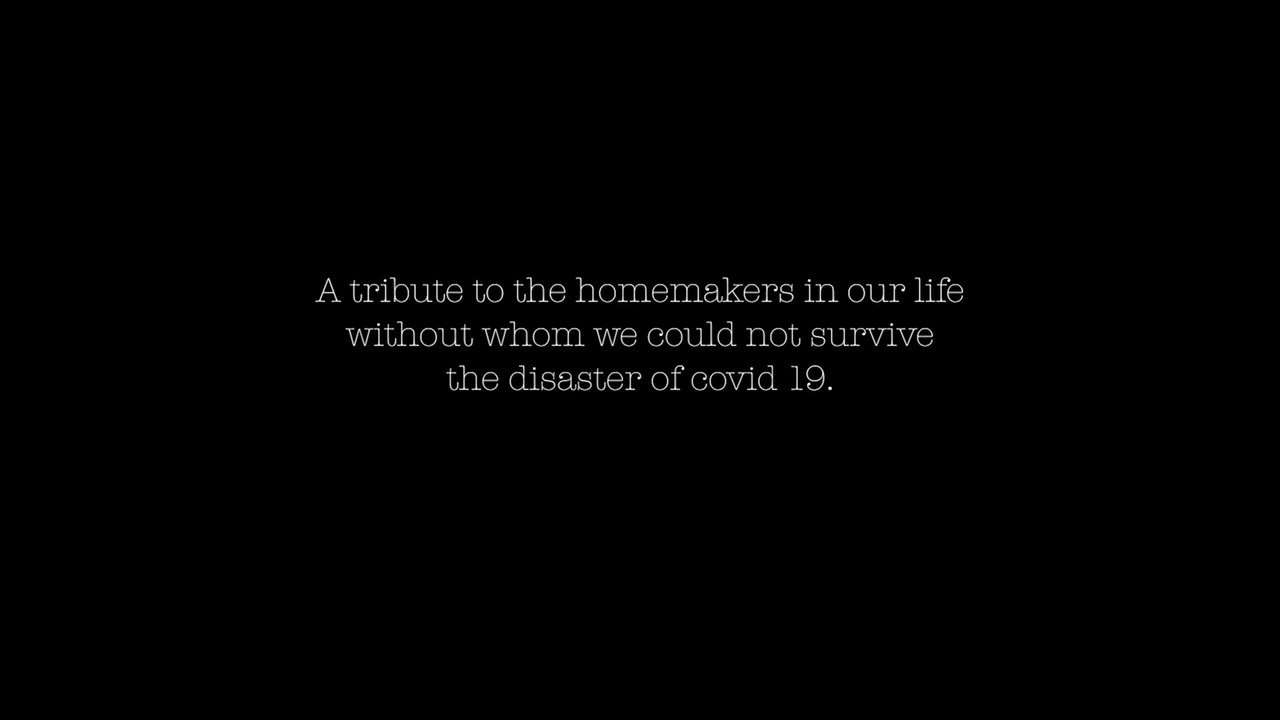 A tribute to the homemakers in our life
without whom we could not survive
the disaster of covid 19.